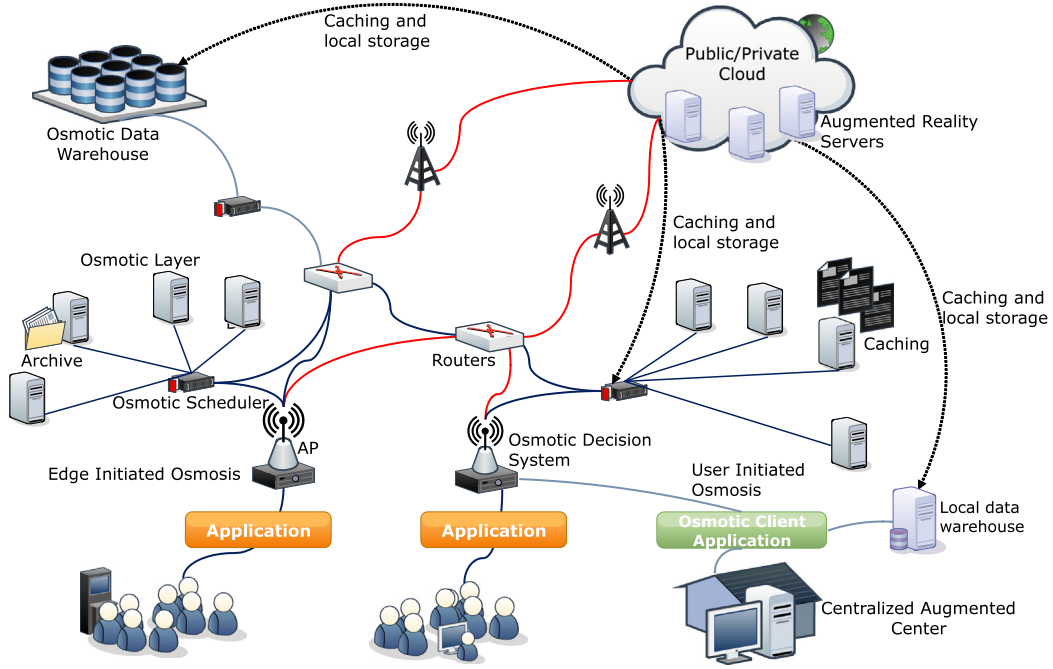 Caching and
local storage
Public/Private
Cloud
Osmotic Data
Warehouse
Augmented Reality
Servers
Caching and
local storage
Osmotic Layer
Caching and
local storage
Archive
Routers
Caching
Osmotic Scheduler
AP
Osmotic Decision
System
Edge Initiated Osmosis
User Initiated
Osmosis
Local data
warehouse
Application
Application
Osmotic Client
Application
Centralized Augmented
Center